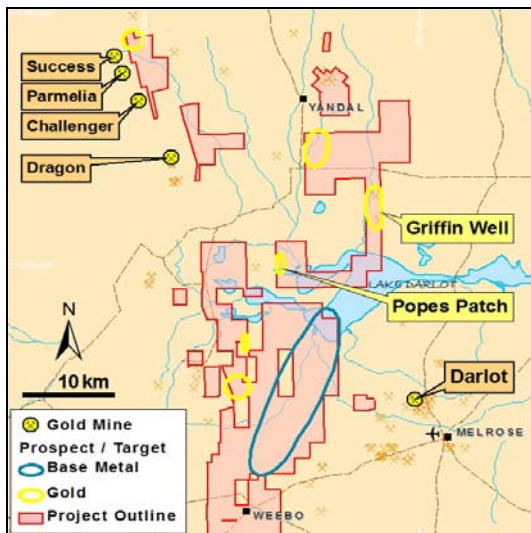 Success
Parmelia
Challenger
Dragon
YANDAL
Griffin Well
LAKE DARLOT
Popes Patch
N
10 km
Darlot
MELROSE
Gold Mine
Prospect / Target
Base Metal
Gold
Project Outline
WEEBO